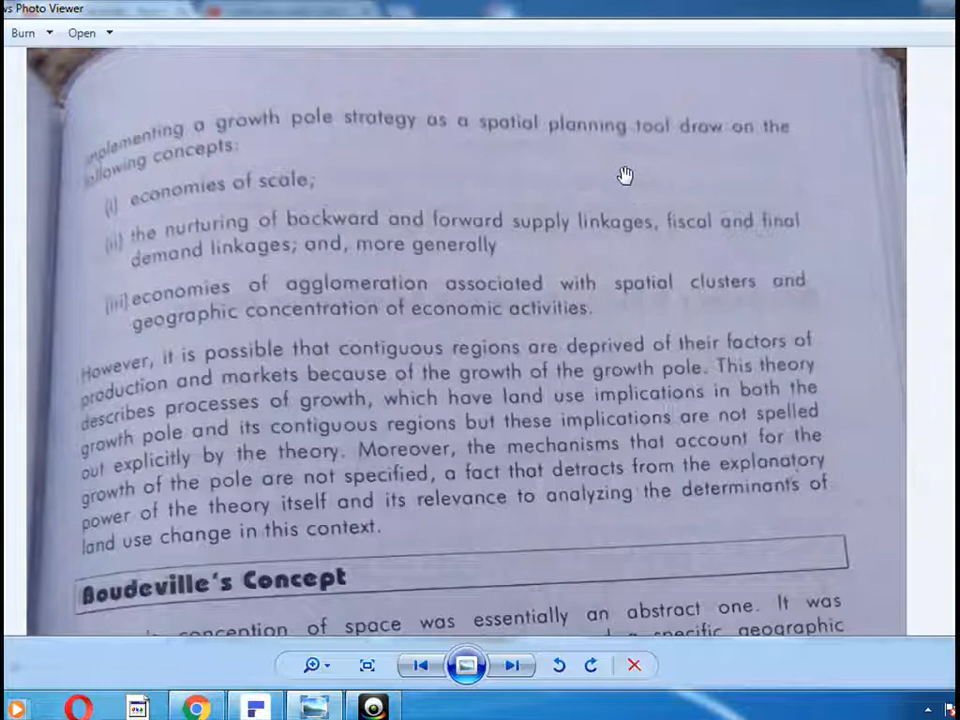 ws Photo Viewer
Burn Open
implementing a growth pole strategy as a spatial planning tool draw on the
following concepts:
(i) economies of scale;
(ii) the nurturing of backward and forward supply linkages, fiscal and final
demand linkages; and, more generally
(iii) economies of agglomeration associated with spatial clusters and
geographic concentration of economic activities.
However, it is possible that contiguous regions are deprived of their factors of
production and markets because of the growth of the growth pole. This theory
describes processes of growth, which have land use implications in both the
growth pole and its contiguous regions but these implications are not spelled
out explicitly by the theory. Moreover, the mechanisms that account for the
growth of the pole are not specified, a fact that detracts from the explanatory
power of the theory itself and its relevance to analyzing the determinants of
land use change in this context.
Boudeville's Concept
conception of space was essentially an abstract one. It was
a specific geographic